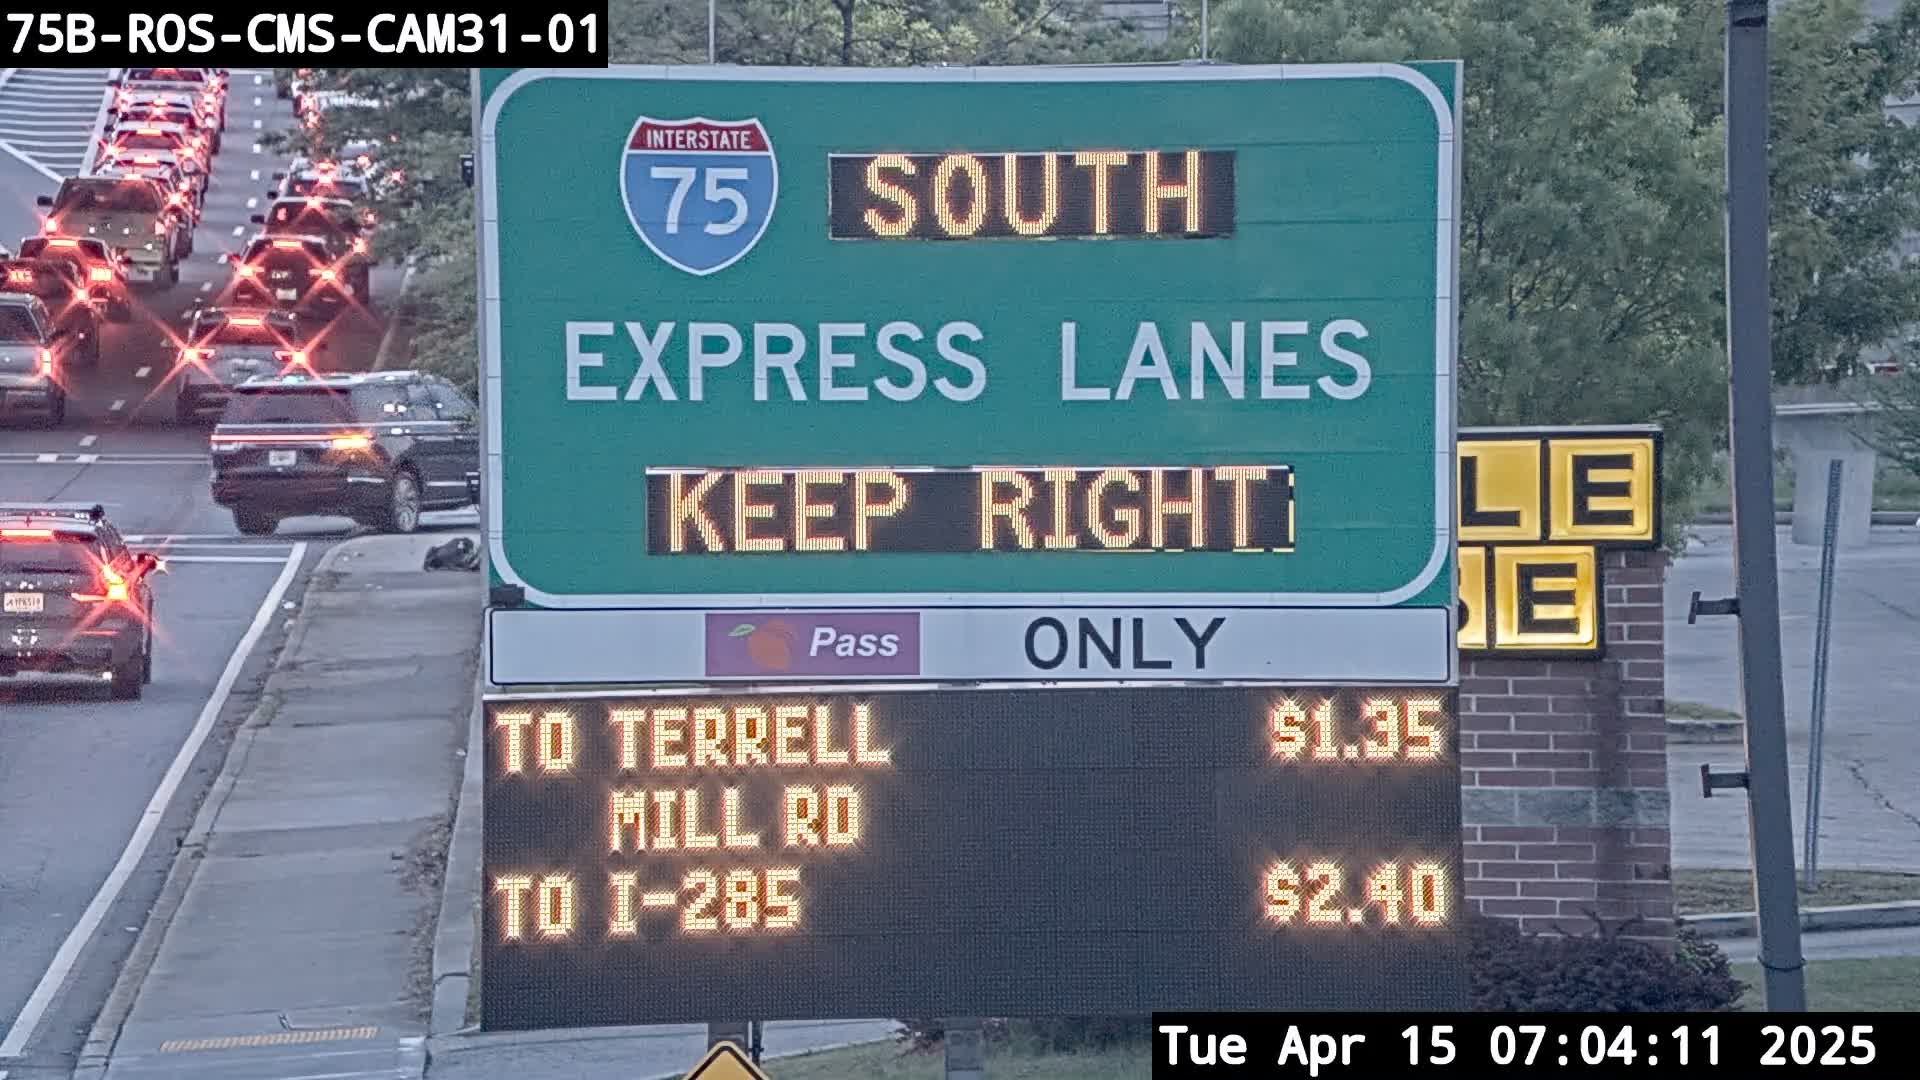 75B-ROS-CMS-CAM31-01
INTERSTATE
75
SOUTH
EXPRESS LANES
KEEP RIGHT
Pass ONLY
TO TERRELL $1.35
MILL RD
TO I-285 $2.40
LE
E
Tue Apr 15 07:04:11 2025